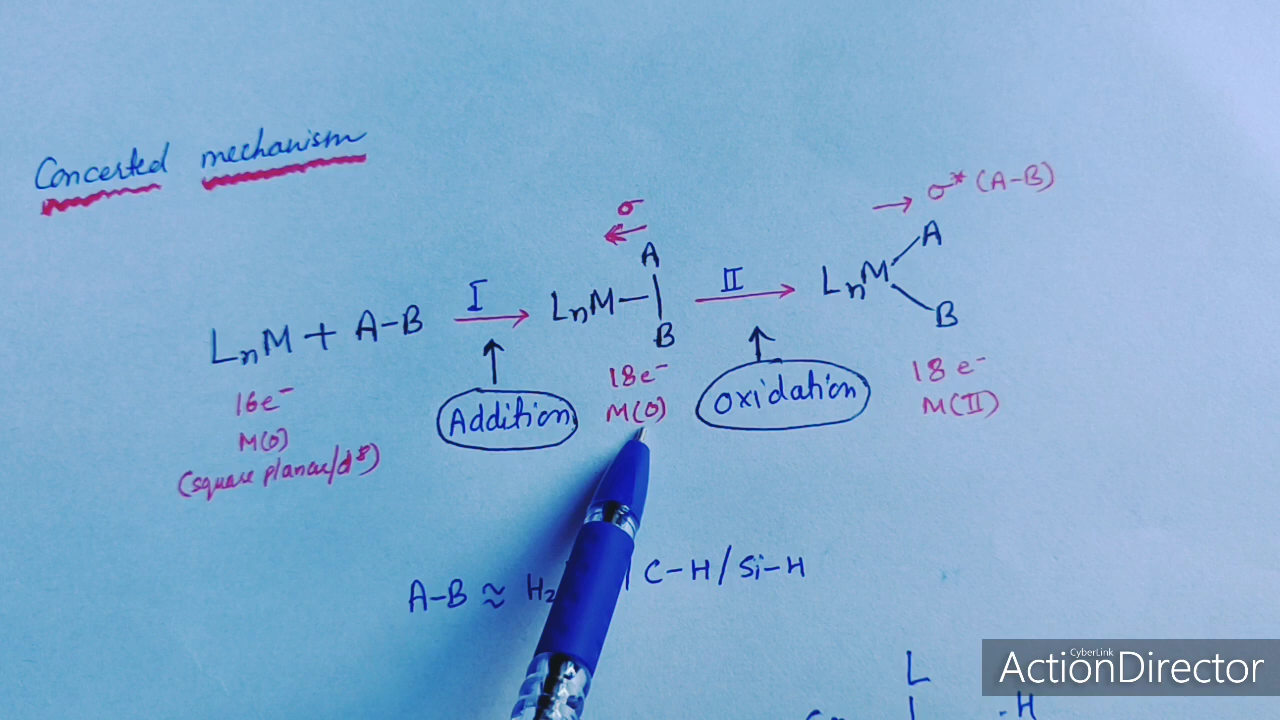 Concerted mechanism
LnM + A-B
I
σ
LnM-
A
B
II
σ* (A-B)
LnM
A
B
16e-
M(0)
(square planar/d8)
Addition
18e-
M(0)
Oxidation
18 e-
M(II)
A-B ≈ H2
C-H/Si-H
L
H
CyberLink
ActionDirector